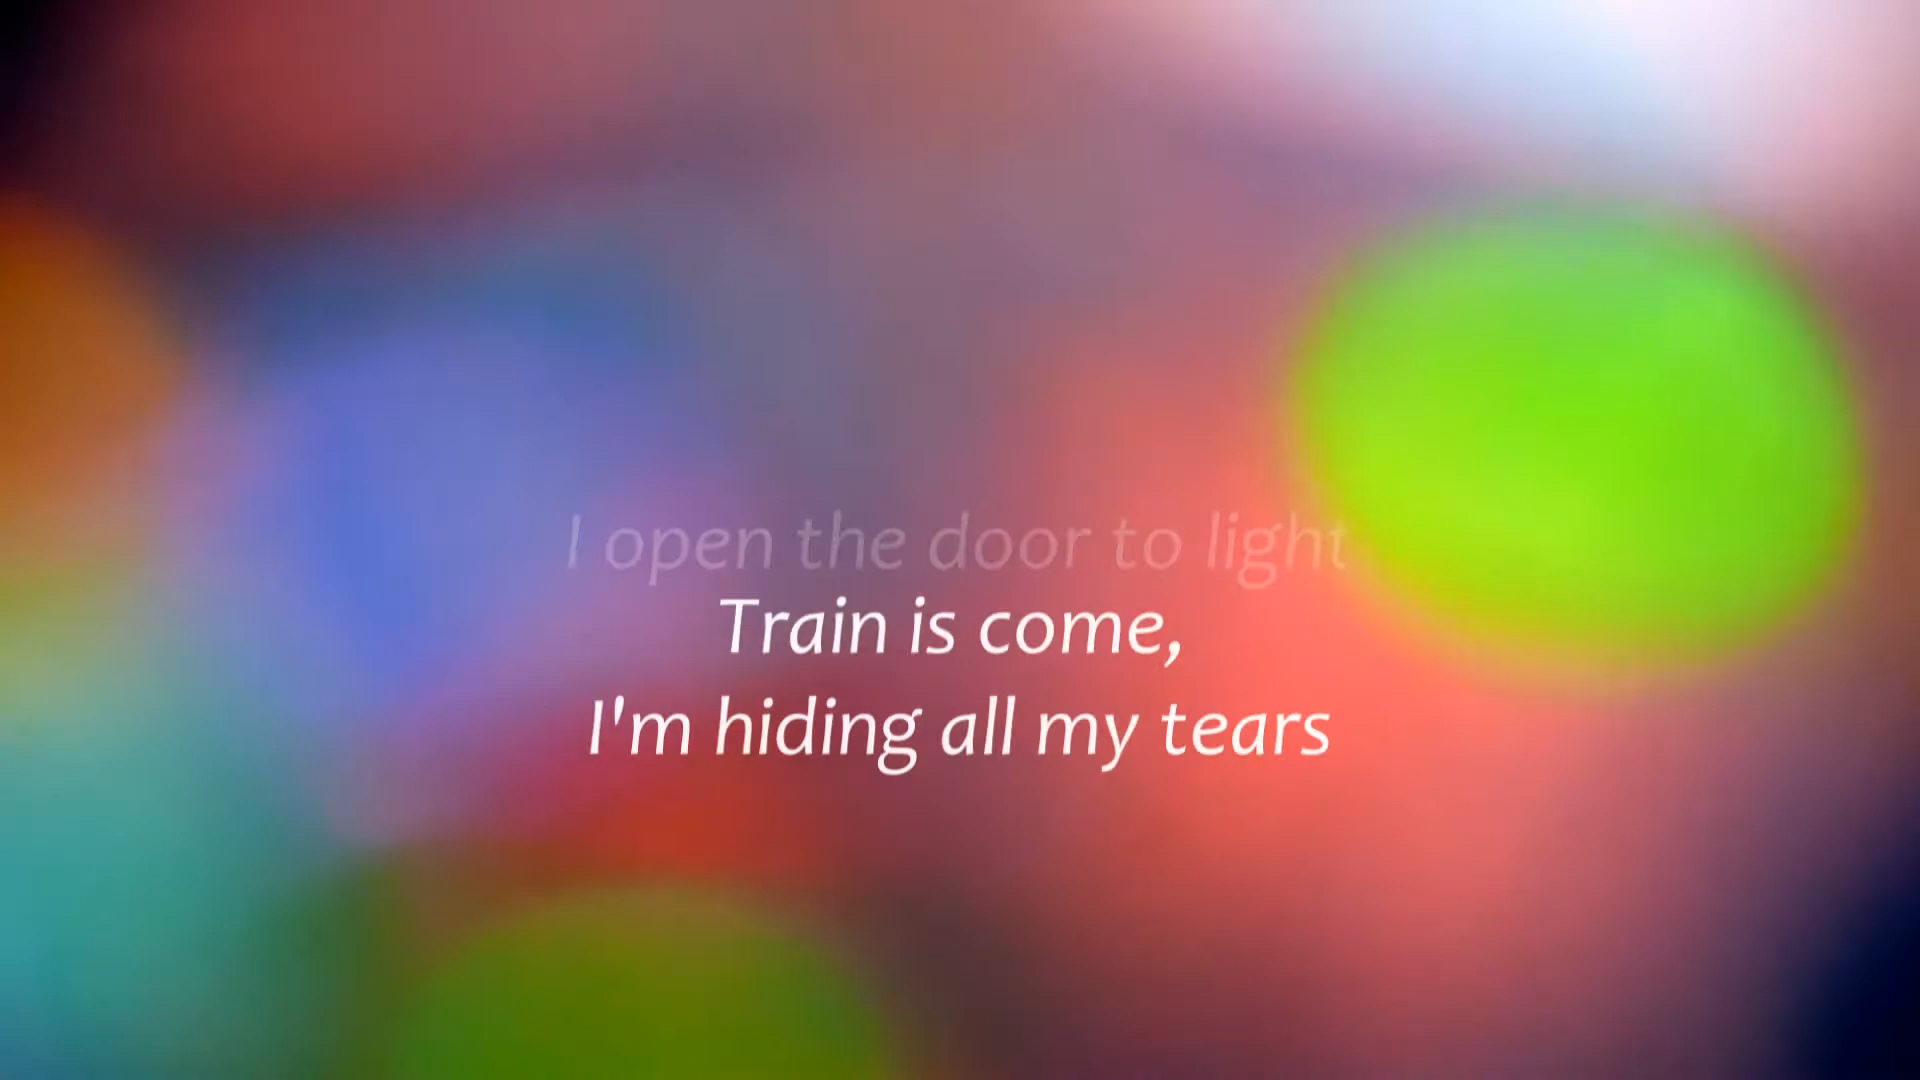 I open the door to light
Train is come,
I'm hiding all my tears